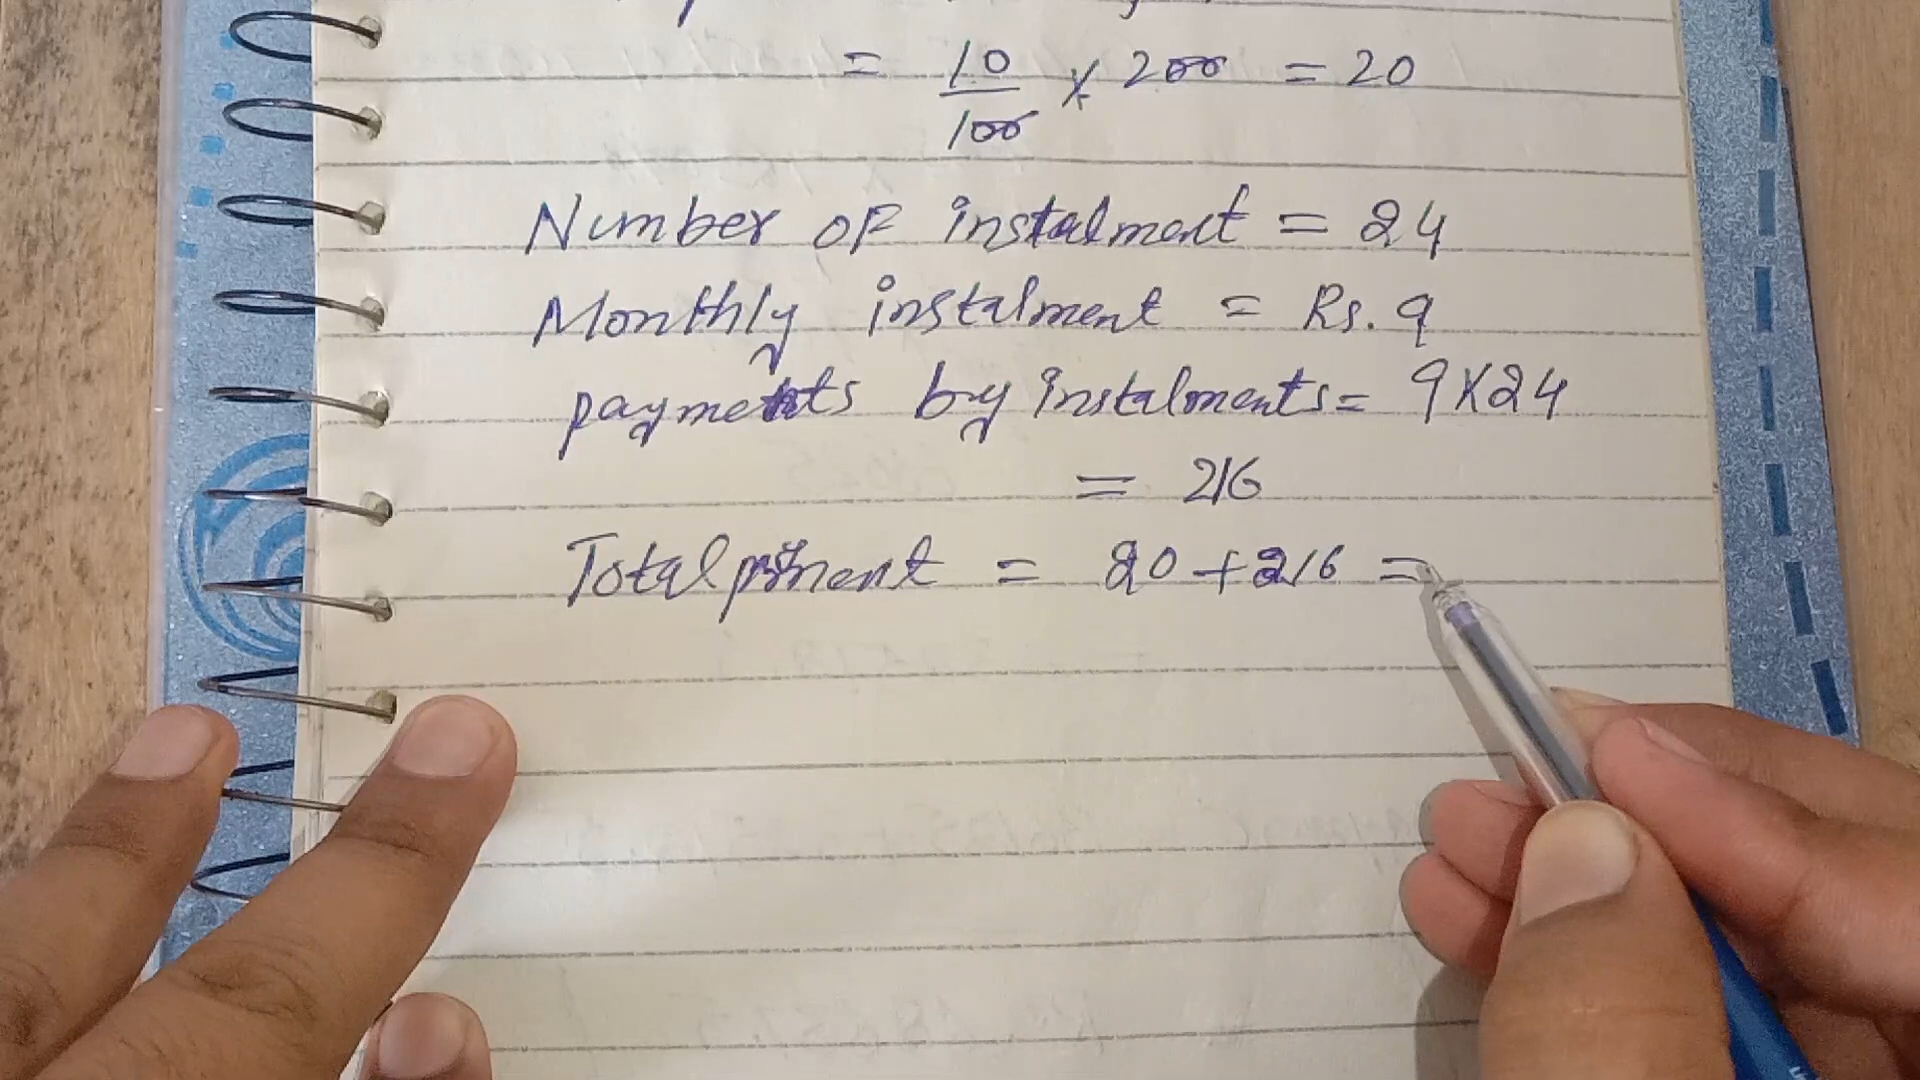 = 10/100 × 200 = 20
Number of instalment = 24
Monthly instalment = Rs. 9
payments by instalments = 9×24
= 216
Total = 20 + 216 =